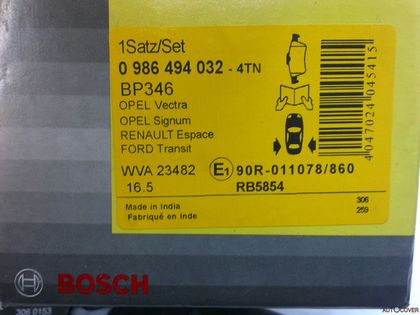 1Satz/Set
0 986 494 032 - 4TN
BP346
OPEL Vectra
OPEL Signum
RENAULT Espace
FORD Transit
WVA 23482
16.5
E1 90R-011078/860
RB5854
Made in India
Fabriqué en Inde
306
259
4047024045415
BOSCH
306 0153
AUTOCOVER